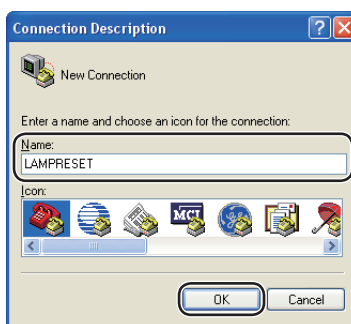 Connection Description
New Connection
Enter a name and choose an icon for the connection:
Name:
LAMPRESET
Icon:
MCI
OK
Cancel